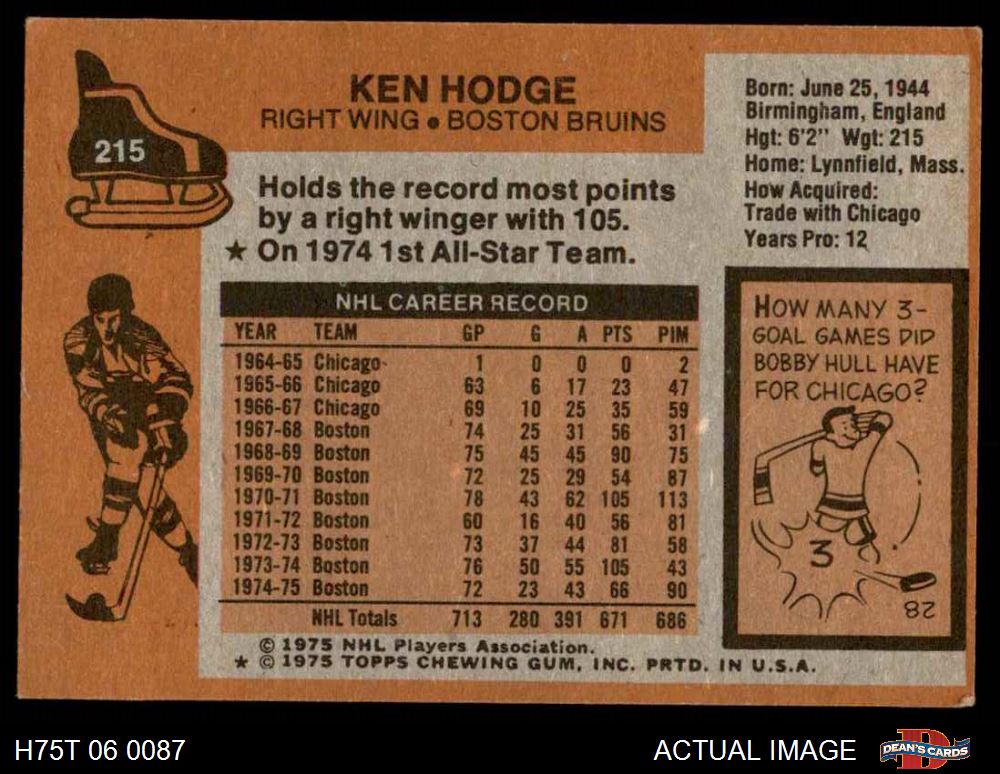 KEN HODGE
RIGHT WING • BOSTON BRUINS
215
Holds the record most points
by a right winger with 105.
★ On 1974 1st All-Star Team.
Born: June 25, 1944
Birmingham, England
Hgt: 6'2" Wgt: 215
Home: Lynnfield, Mass.
How Acquired:
Trade with Chicago
Years Pro: 12
NHL CAREER RECORD
YEAR TEAM GP G A PTS PIM
1964-65 Chicago 1 0 0 0 2
1965-66 Chicago 63 6 17 23 47
1966-67 Chicago 69 10 25 35 59
1967-68 Boston 74 25 31 56 31
1968-69 Boston 75 45 45 90 75
1969-70 Boston 72 25 29 54 87
1970-71 Boston 78 43 62 105 113
1971-72 Boston 60 16 40 56 81
1972-73 Boston 73 37 44 81 58
1973-74 Boston 76 50 55 105 43
1974-75 Boston 72 23 43 66 90
NHL Totals 713 280 391 671 686
HOW MANY 3-
GOAL GAMES DID
BOBBY HULL HAVE
FOR CHICAGO?
3
28
© 1975 NHL Players Association.
★ © 1975 TOPPS CHEWING GUM, INC. PRTD. IN U.S.A.
H75T 06 0087
ACTUAL IMAGE
D
DEAN'S CARDS